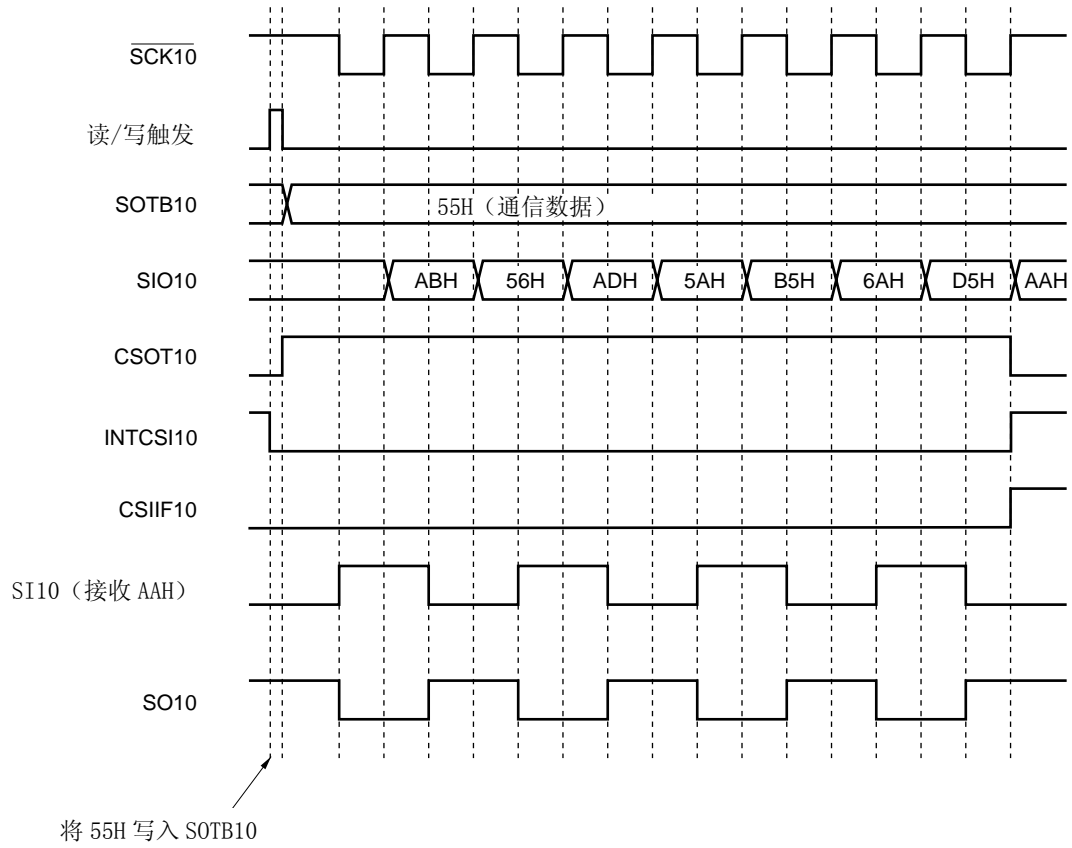 SCK10
读/写触发
SOTB10
55H（通信数据）
SIO10
ABH 56H ADH 5AH B5H 6AH D5H AAH
CSOT10
INTCSI10
CSIIF10
SI10（接收 AAH）
SO10
将 55H 写入 SOTB10